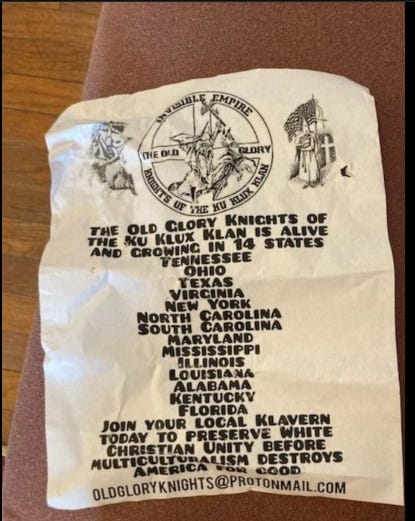 INVISIBLE EMPIRE
THE OLD GLORY
KNIGHTS OF THE KU KLUX KLAN
THE OLD GLORY KNIGHTS OF
THE KU KLUX KLAN IS ALIVE
AND GROWING IN 14 STATES
TENNESSEE
OHIO
TEXAS
VIRGINIA
NEW YORK
NORTH CAROLINA
SOUTH CAROLINA
MARYLAND
MISSISSIPPI
ILLINOIS
LOUISIANA
ALABAMA
KENTUCKY
FLORIDA
JOIN YOUR LOCAL KLAVERN
TODAY TO PRESERVE WHITE
CHRISTIAN UNITY BEFORE
MULTICULTURALISM DESTROYS
AMERICA FOR GOOD
OLDGLORYKNIGHTS@PROTONMAIL.COM